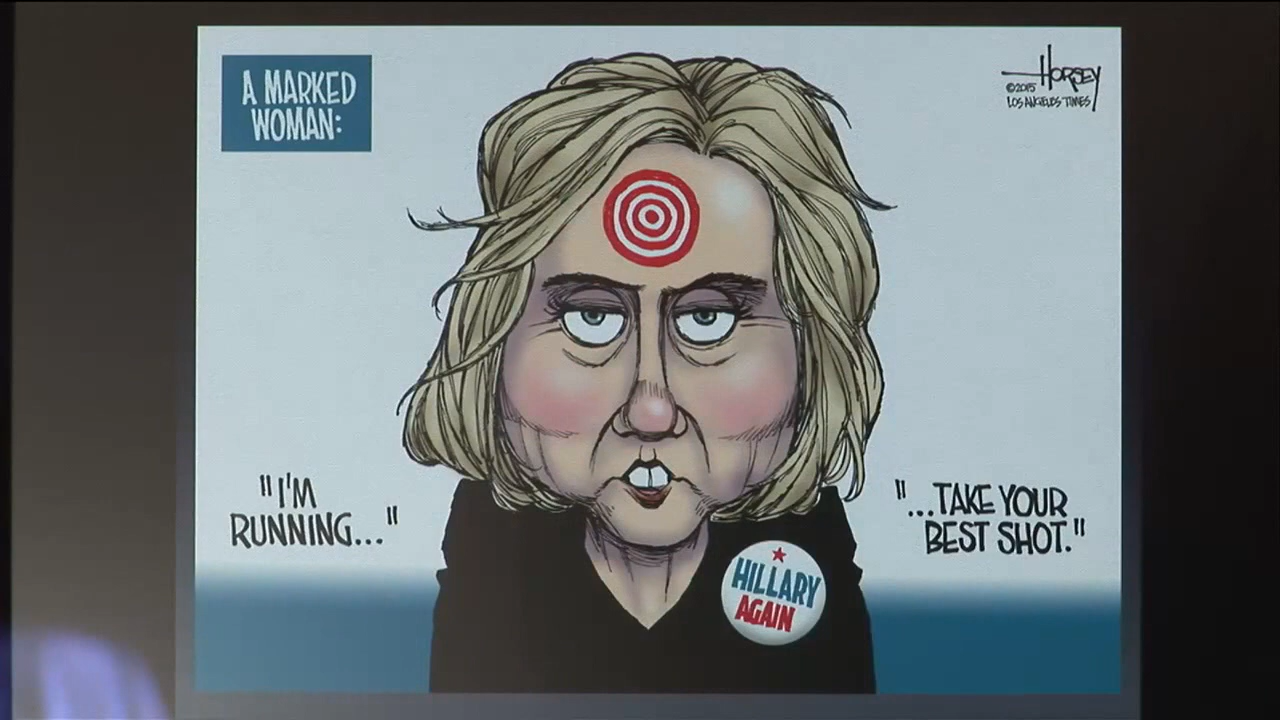 A MARKED
WOMAN:
HORSEY
©2015
LOS ANGELES TIMES
"I'M
RUNNING..."
"...TAKE YOUR
BEST SHOT."
HILLARY
AGAIN